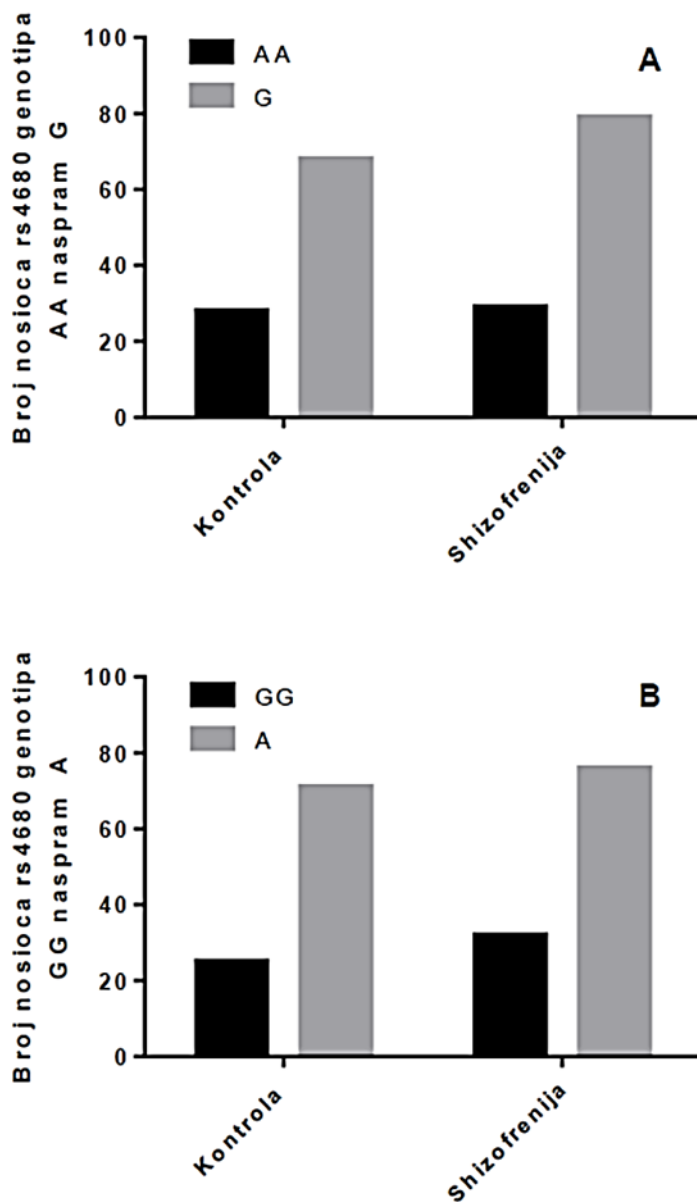 Broj nosioca rs4680 genotipa
AA naspram G
100
80
60
40
20
0
AA
G
A
Kontrola
Shizofrenija
Broj nosioca rs4680 genotipa
GG naspram A
100
80
60
40
20
0
GG
A
B
Kontrola
Shizofrenija